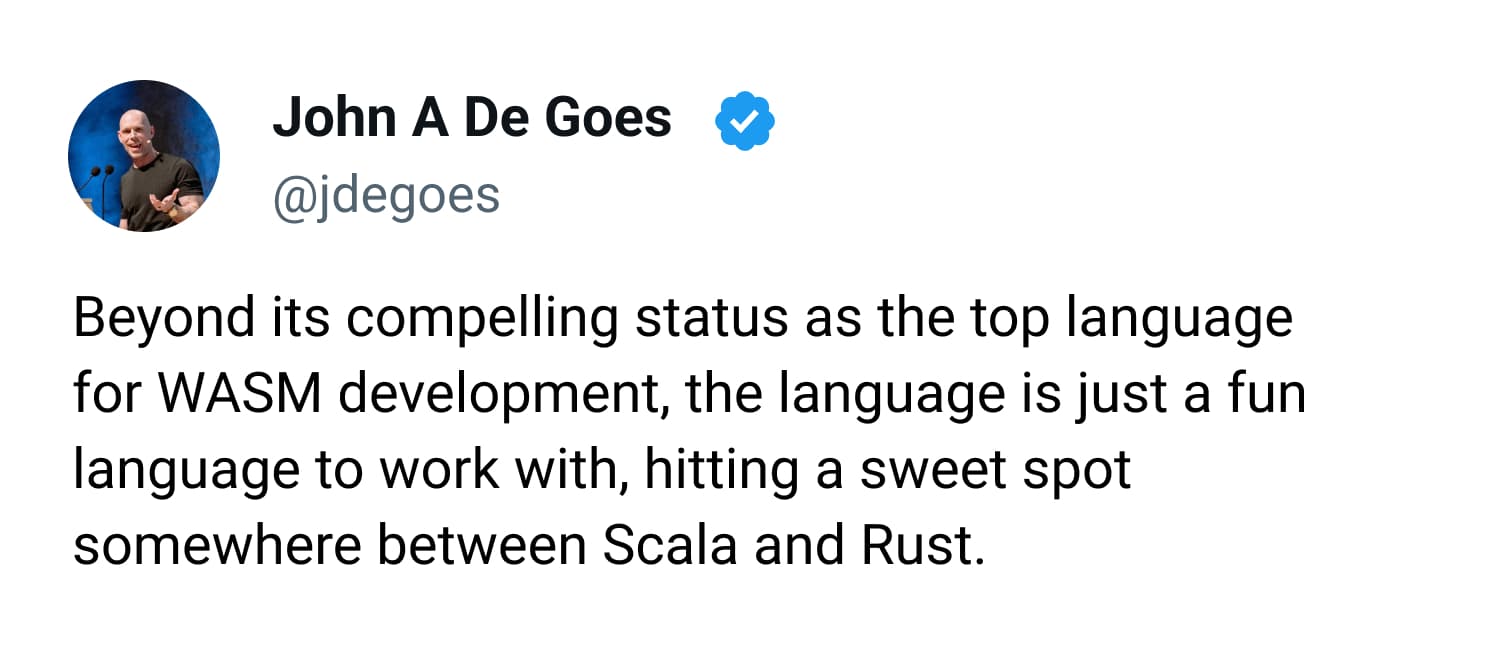 John A De Goes
@jdegoes
Beyond its compelling status as the top language
for WASM development, the language is just a fun
language to work with, hitting a sweet spot
somewhere between Scala and Rust.